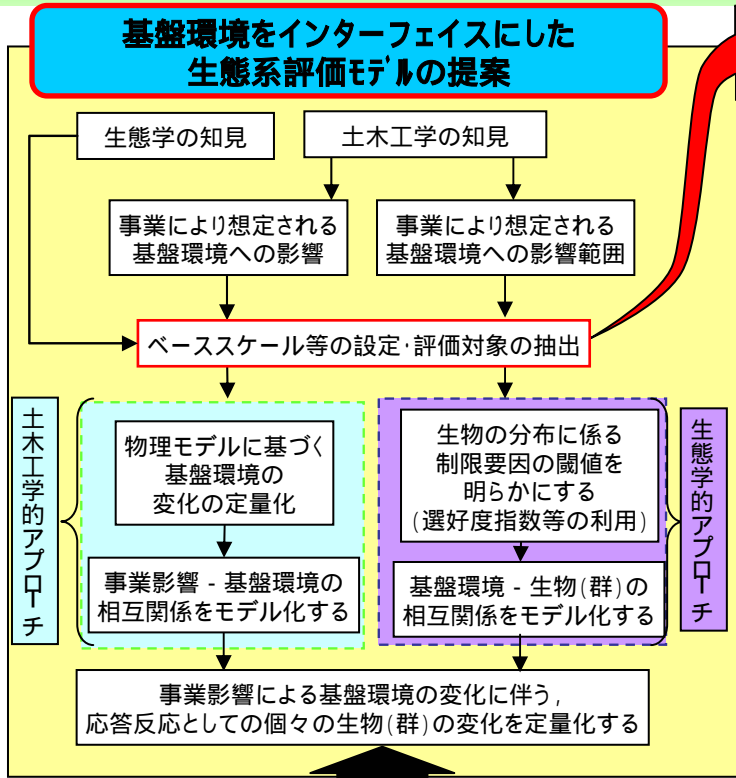 基盤環境をインターフェイスにした
生態系評価ﾓﾃﾞﾙの提案
生態学の知見
土木工学の知見
事業により想定される
基盤環境への影響
事業により想定される
基盤環境への影響範囲
ベーススケール等の設定･評価対象の抽出
土木工学的アプローチ
物理モデルに基づく
基盤環境の
変化の定量化
事業影響 - 基盤環境の
相互関係をモデル化する
生物の分布に係る
制限要因の閾値を
明らかにする
(選好度指数等の利用)
基盤環境 - 生物(群)の
相互関係をモデル化する
生態学的アプローチ
事業影響による基盤環境の変化に伴う,
応答反応としての個々の生物(群)の変化を定量化する